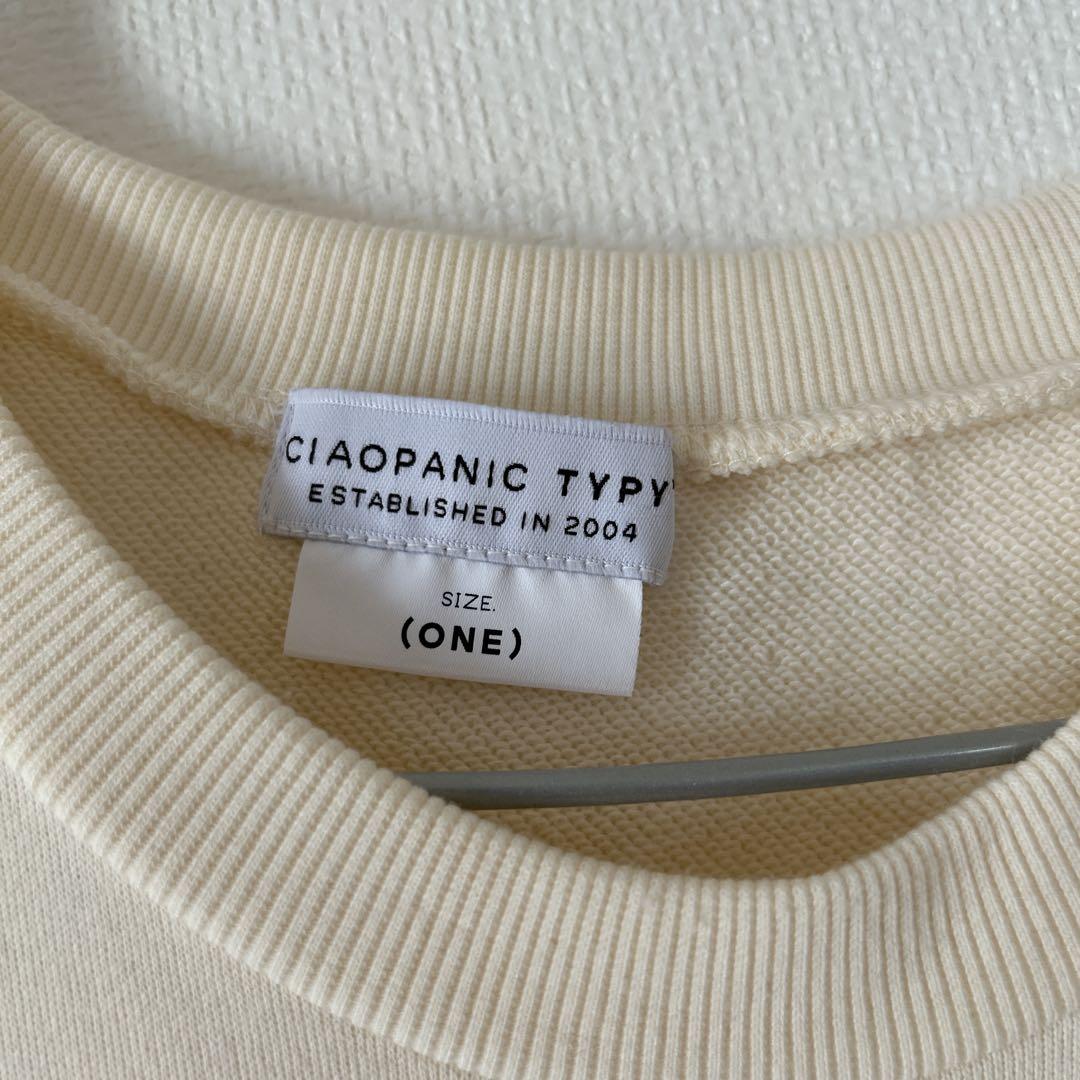 CIAOPANIC TYPY
ESTABLISHED IN 2004
SIZE.
(ONE)